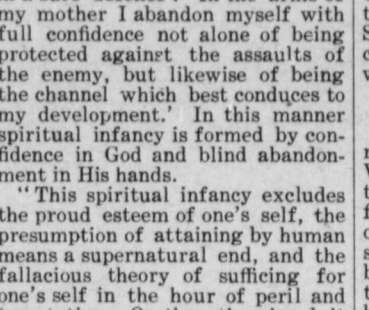 my mother I abandon myself with
full confidence not alone of being
protected against the assaults of
the enemy, but likewise of being
the channel which best conduces to
my development.' In this manner
spiritual infancy is formed by con-
fidence in God and blind abandon-
ment in His hands.
"This spiritual infancy excludes
the proud esteem of one's self, the
presumption of attaining by human
means a supernatural end, and the
fallacious theory of sufficing for
one's self in the hour of peril and